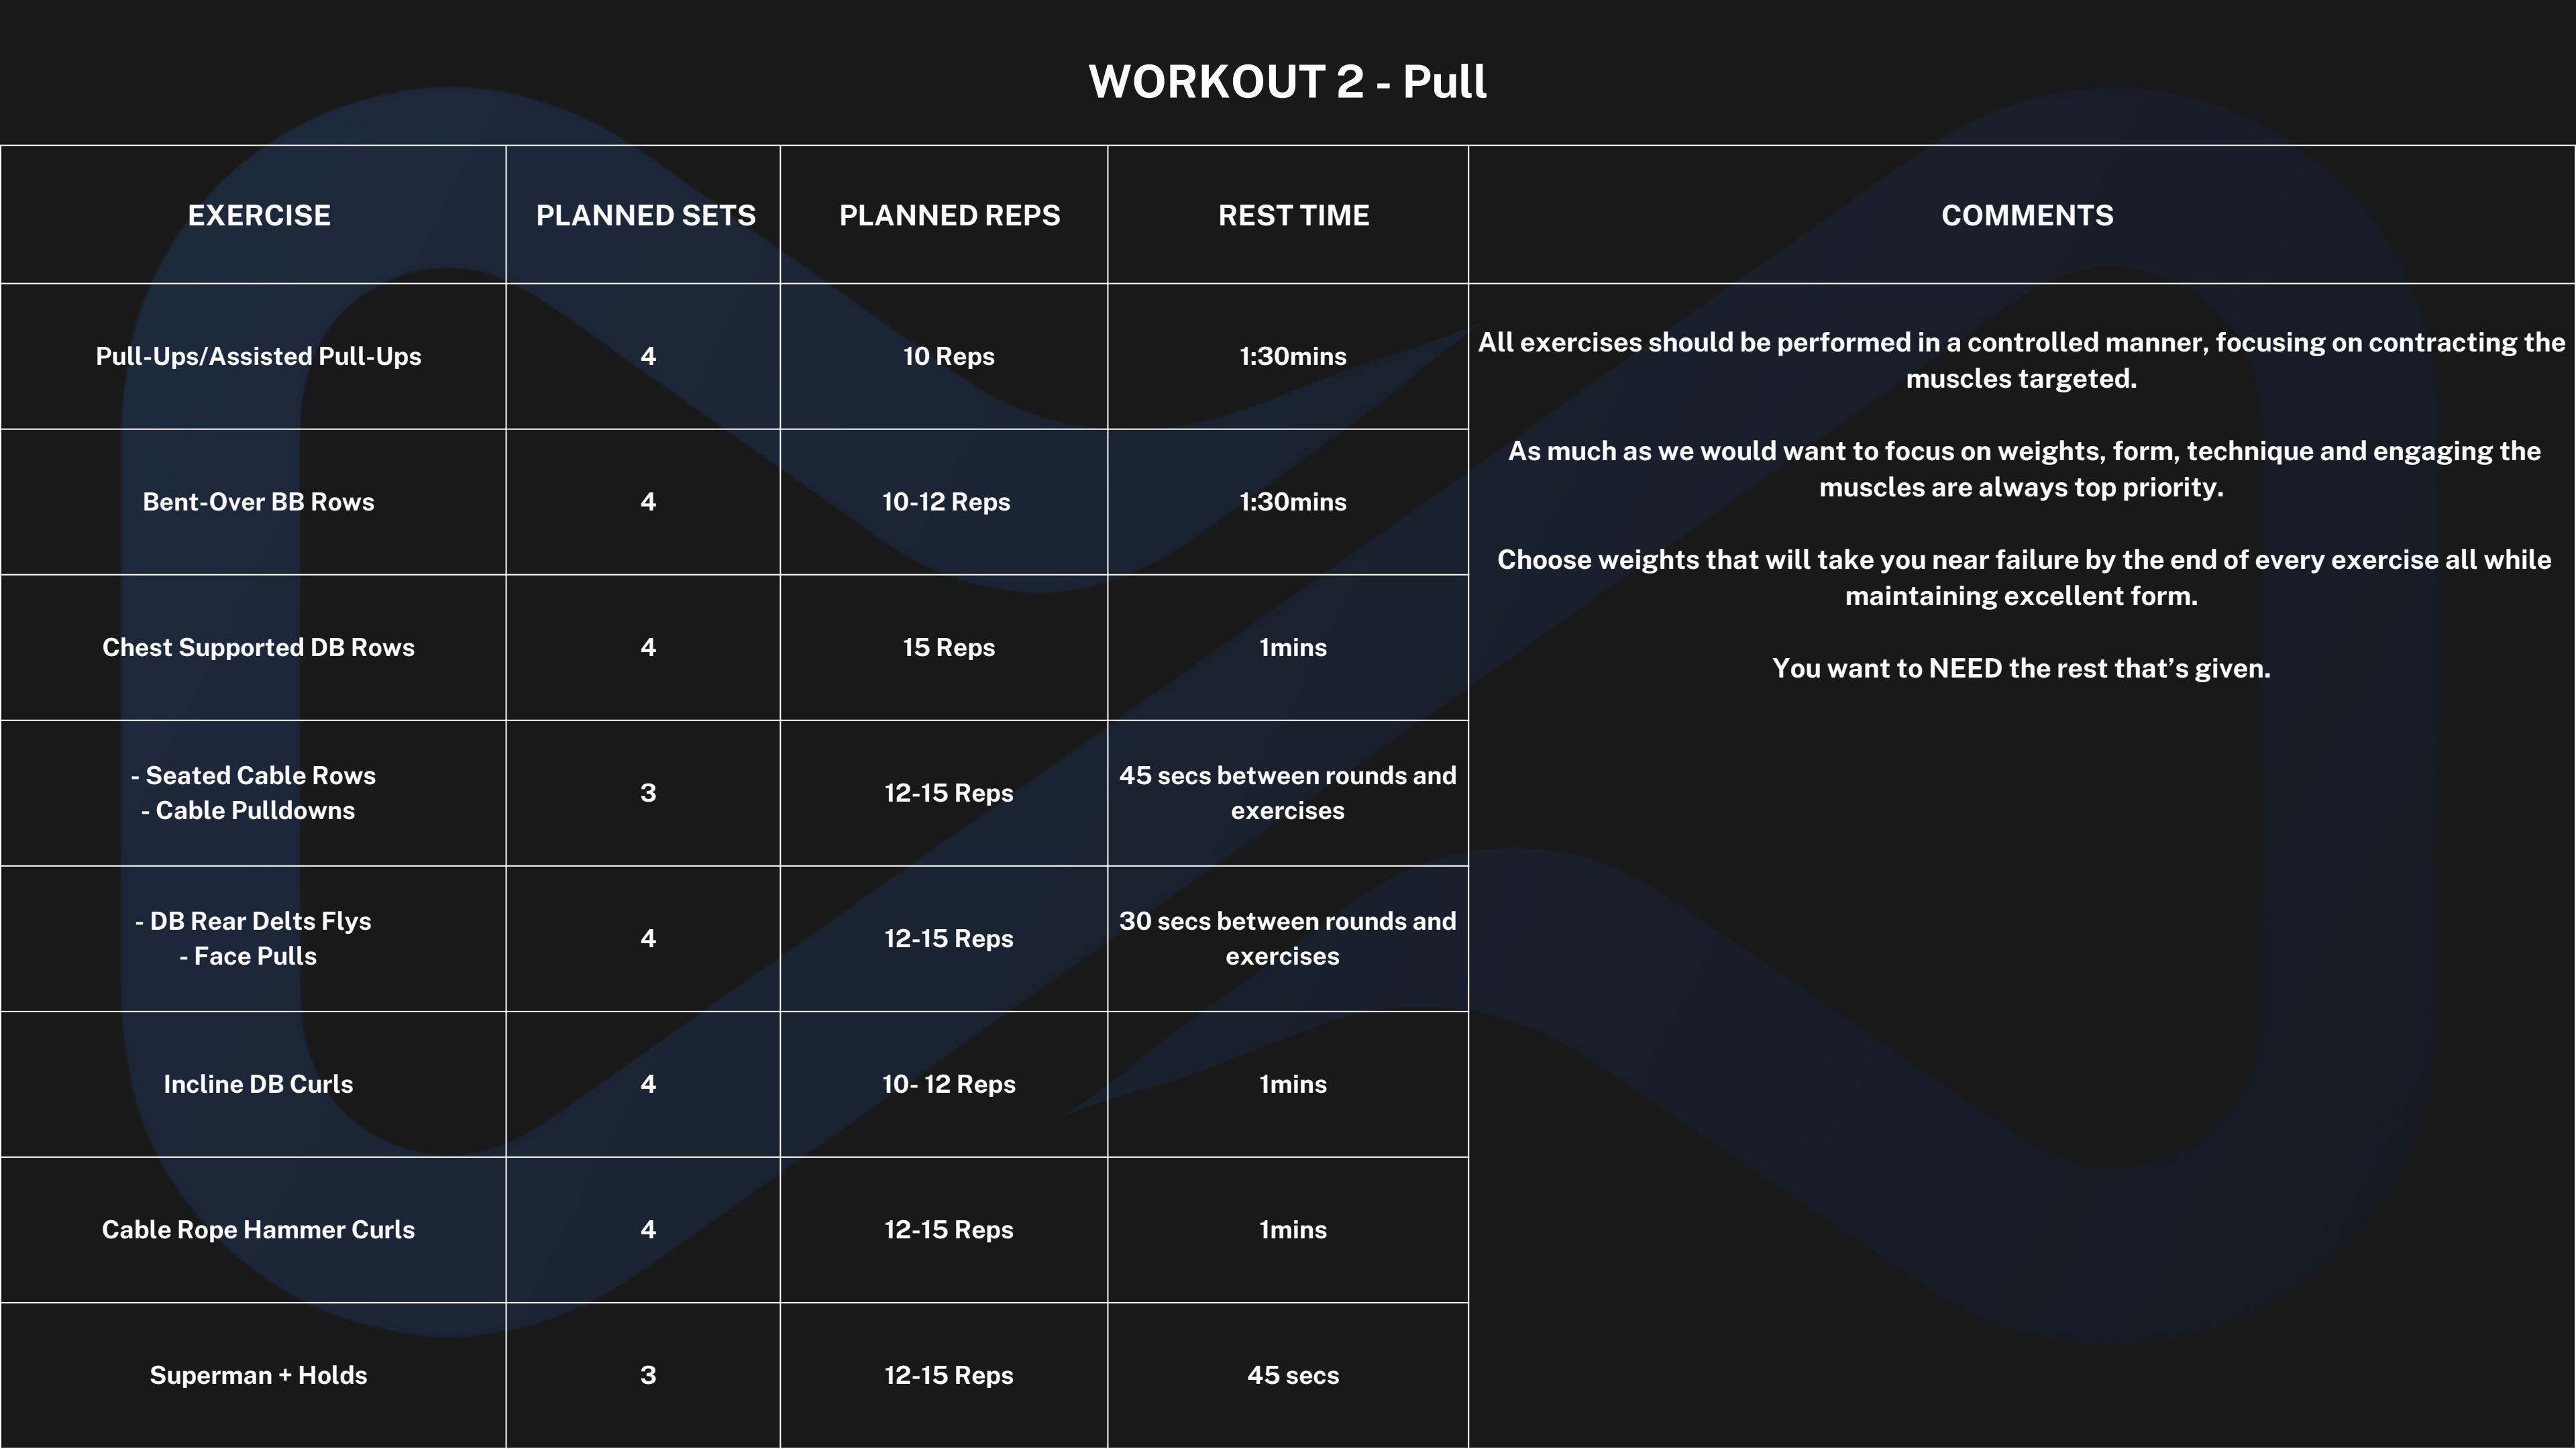 WORKOUT 2 - Pull
EXERCISE
PLANNED SETS
PLANNED REPS
REST TIME
COMMENTS
Pull-Ups/Assisted Pull-Ups
4
10 Reps
1:30mins
All exercises should be performed in a controlled manner, focusing on contracting the
muscles targeted.
As much as we would want to focus on weights, form, technique and engaging the
muscles are always top priority.
Choose weights that will take you near failure by the end of every exercise all while
maintaining excellent form.
You want to NEED the rest that’s given.
Bent-Over BB Rows
4
10-12 Reps
1:30mins
Chest Supported DB Rows
4
15 Reps
1mins
- Seated Cable Rows
- Cable Pulldowns
3
12-15 Reps
45 secs between rounds and
exercises
- DB Rear Delts Flys
- Face Pulls
4
12-15 Reps
30 secs between rounds and
exercises
Incline DB Curls
4
10- 12 Reps
1mins
Cable Rope Hammer Curls
4
12-15 Reps
1mins
Superman + Holds
3
12-15 Reps
45 secs